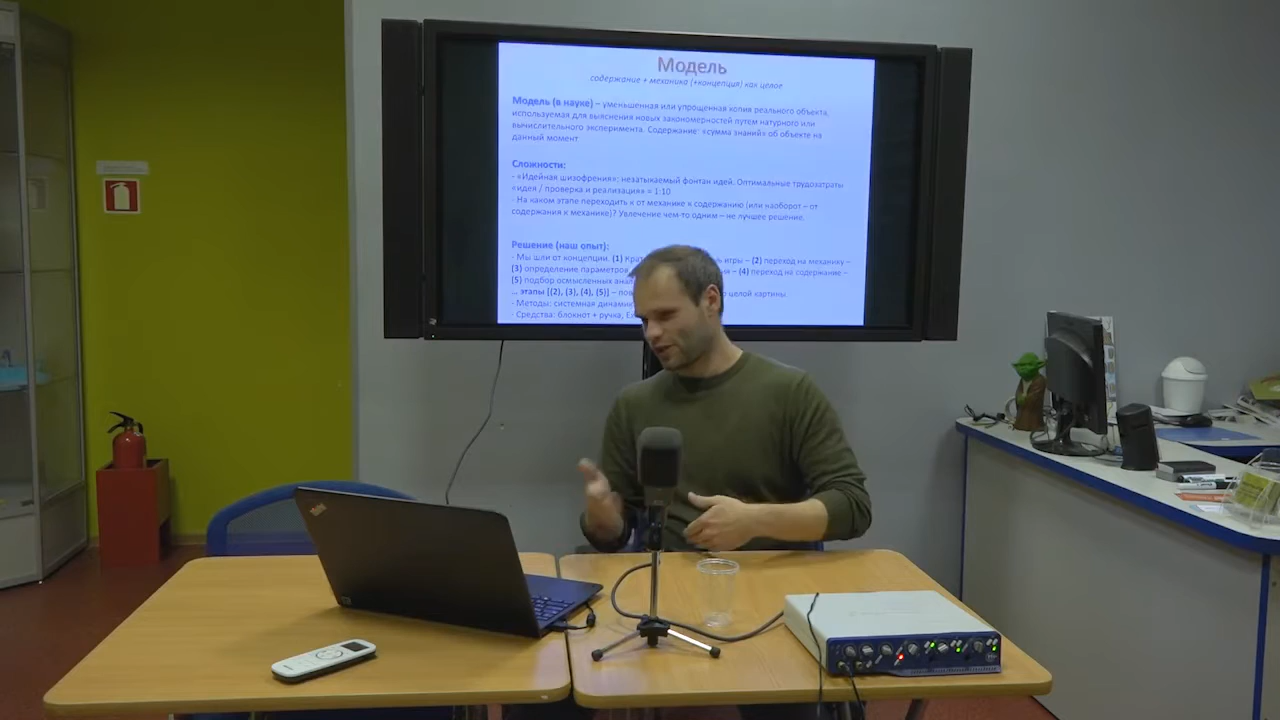 Модель
содержание + механика (+концепция) как целое
Модель (в науке) – уменьшенная или упрощенная копия реального объекта,
используемая для выяснения новых закономерностей путем натурного или
вычислительного эксперимента. Содержание: «сумма знаний» об объекте на
данный момент
Сложности:
- «Идейная шизофрения»: незатыкаемый фонтан идей. Оптимальные трудозатраты
«идея / проверка и реализация» = 1:10
- На каком этапе переходить к от механике к содержанию (или наоборот – от
содержания к механике)? Увлечение чем-то одним – не лучшее решение.
Решение (наш опыт):
- Мы шли от концепции. (1) игры – (2) переход на механику –
(3) определение параметров – (4) переход на содержание –
(5) подбор осмысленных
... этапы [(2), (3), (4), (5)] – целой картины.
- Методы: системная
- Средства: блокнот + ручка,
ThinkPad